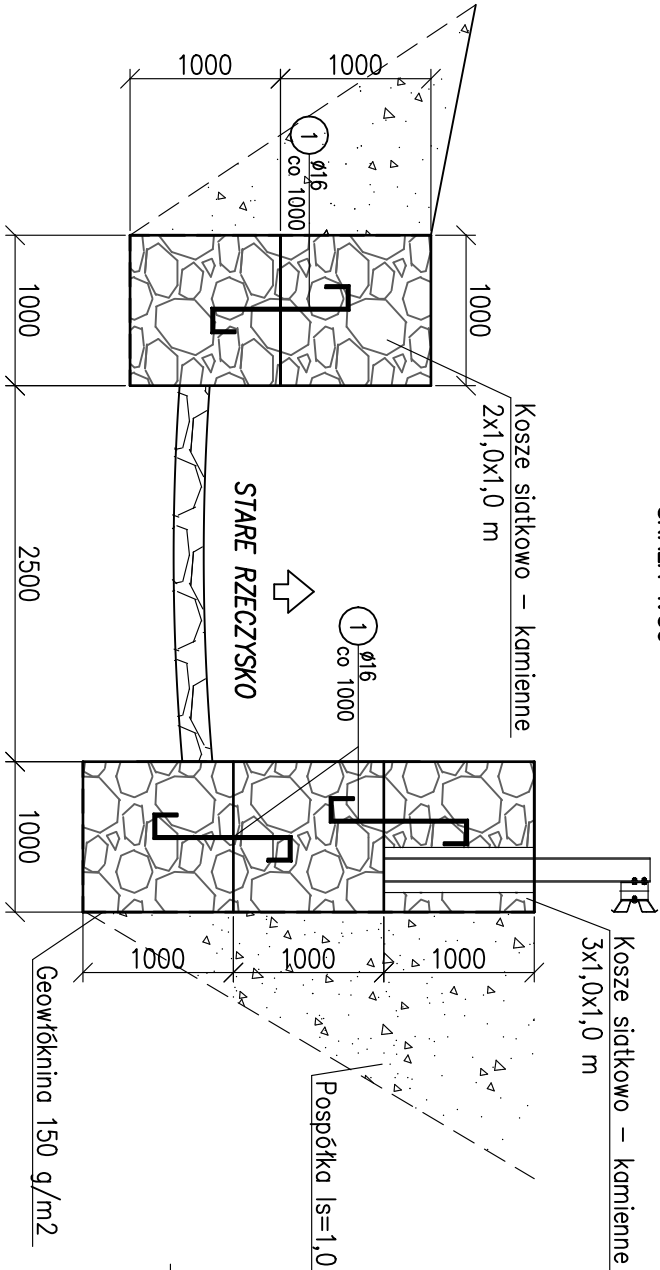 Kosze siatkowo – kamienne
3x1,0x1,0 m
Kosze siatkowo – kamienne
2x1,0x1,0 m
1000
1000
1000
1
ø16
co 1000
1
ø16
co 1000
STARE RZECZYSKO
1000
1000
1000
Pospółka Is=1,0
Geowłóknina 150 g/m2
1000
2500
1000